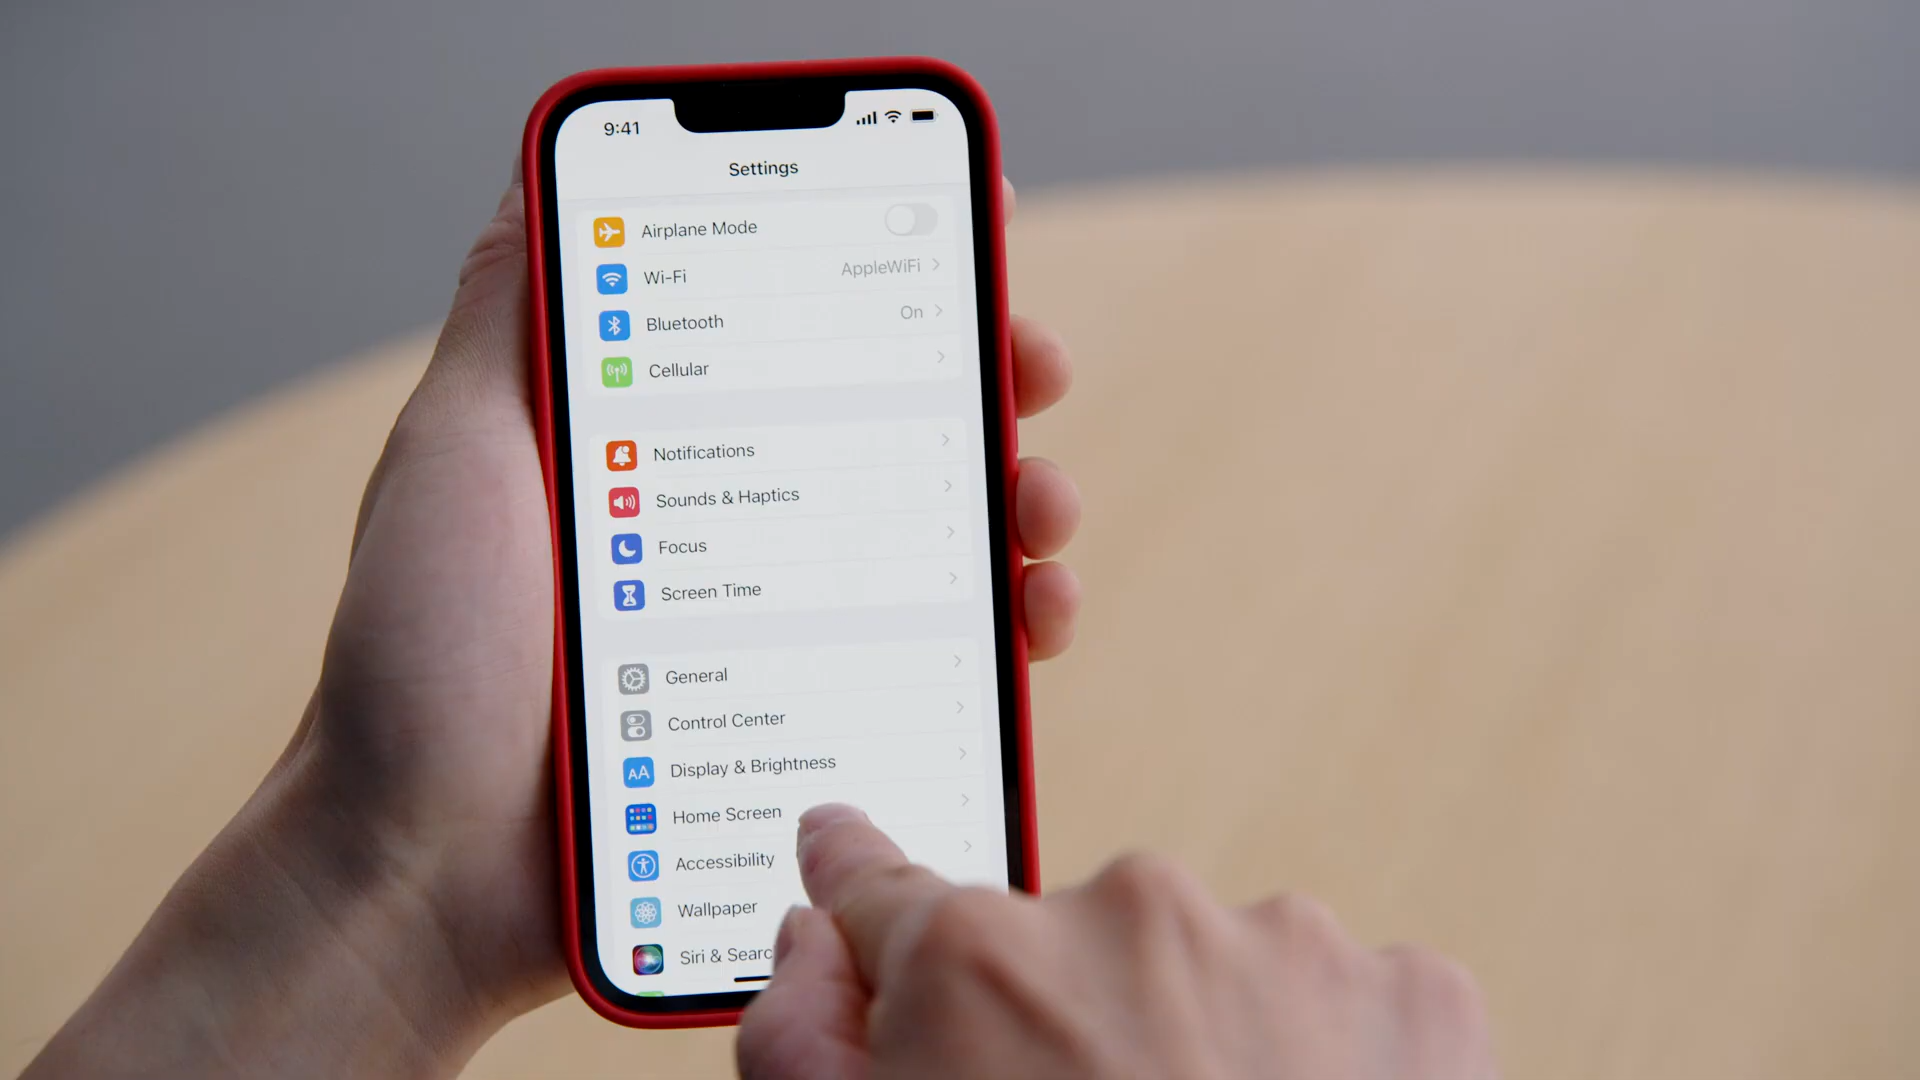 9:41
Settings
Airplane Mode
Wi-Fi AppleWiFi
Bluetooth On
Cellular
Notifications
Sounds & Haptics
Focus
Screen Time
General
Control Center
AA Display & Brightness
Home Screen
Accessibility
Wallpaper
Siri & Searc